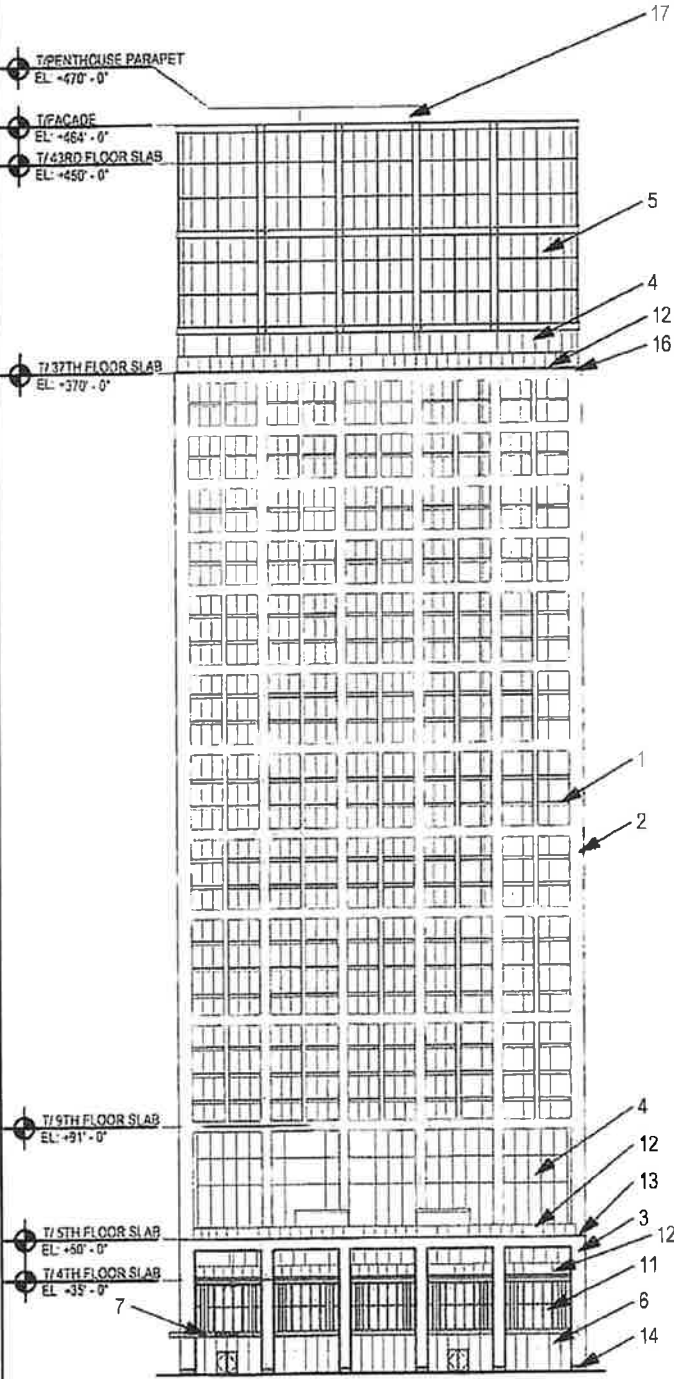 17
T/PENTHOUSE PARAPET
EL: +470' - 0"
T/FACADE
EL: +464' - 0"
T/43RD FLOOR SLAB
EL: +450' - 0"
5
4
12
16
T/37TH FLOOR SLAB
EL: +370' - 0"
1
2
4
T/9TH FLOOR SLAB
EL: +91' - 0"
12
13
T/5TH FLOOR SLAB
EL: +50' - 0"
3
12
T/4TH FLOOR SLAB
EL +35' - 0"
11
7
6
14